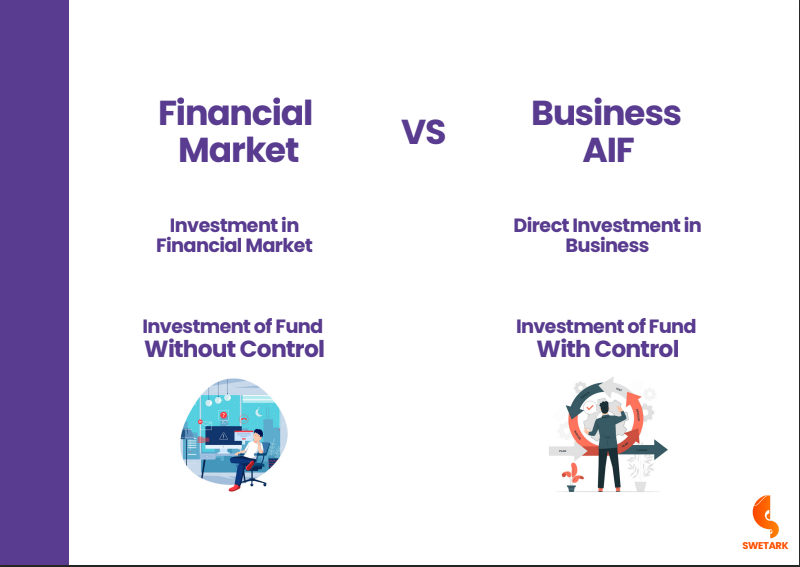 Financial
Market
VS
Business
AIF
Investment in
Financial Market
Direct Investment in
Business
Investment of Fund
Without Control
Investment of Fund
With Control
SWETARK